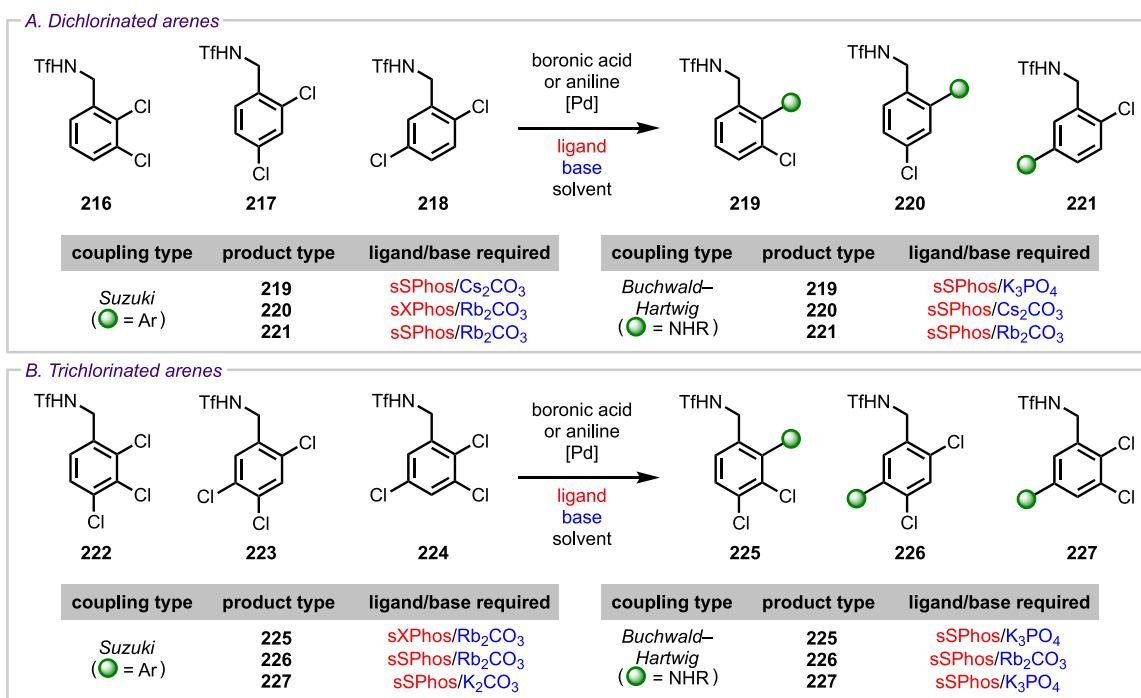 A. Dichlorinated arenes
TfHN
Cl
Cl
216
TfHN
Cl
Cl
217
TfHN
Cl
Cl
218
boronic acid
or aniline
[Pd]
ligand
base
solvent
TfHN
Cl
219
TfHN
Cl
220
TfHN
Cl
221
coupling type product type ligand/base required
Suzuki
( = Ar )
219 sSPhos/Cs₂CO₃
220 sXPhos/Rb₂CO₃
221 sSPhos/Rb₂CO₃
coupling type product type ligand/base required
Buchwald–
Hartwig
( = NHR )
219 sSPhos/K₃PO₄
220 sSPhos/Cs₂CO₃
221 sSPhos/Rb₂CO₃
B. Trichlorinated arenes
TfHN
Cl
Cl
Cl
222
TfHN
Cl
Cl
Cl
223
TfHN
Cl
Cl
Cl
224
boronic acid
or aniline
[Pd]
ligand
base
solvent
TfHN
Cl
Cl
225
TfHN
Cl
Cl
226
TfHN
Cl
Cl
227
coupling type product type ligand/base required
Suzuki
( = Ar )
225 sXPhos/Rb₂CO₃
226 sSPhos/Rb₂CO₃
227 sSPhos/K₂CO₃
coupling type product type ligand/base required
Buchwald–
Hartwig
( = NHR )
225 sSPhos/K₃PO₄
226 sSPhos/Rb₂CO₃
227 sSPhos/K₃PO₄